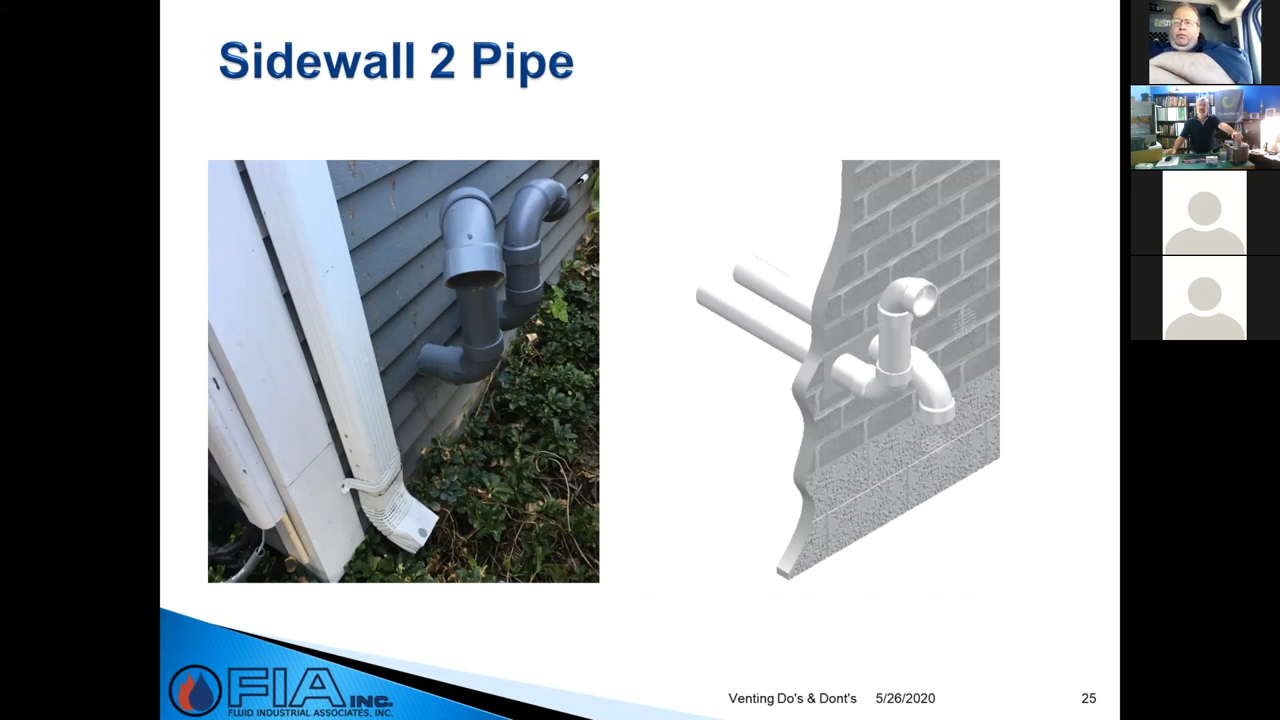 Sidewall 2 Pipe
FIA INC.
FLUID INDUSTRIAL ASSOCIATES, INC.
Venting Do's & Dont's 5/26/2020 25